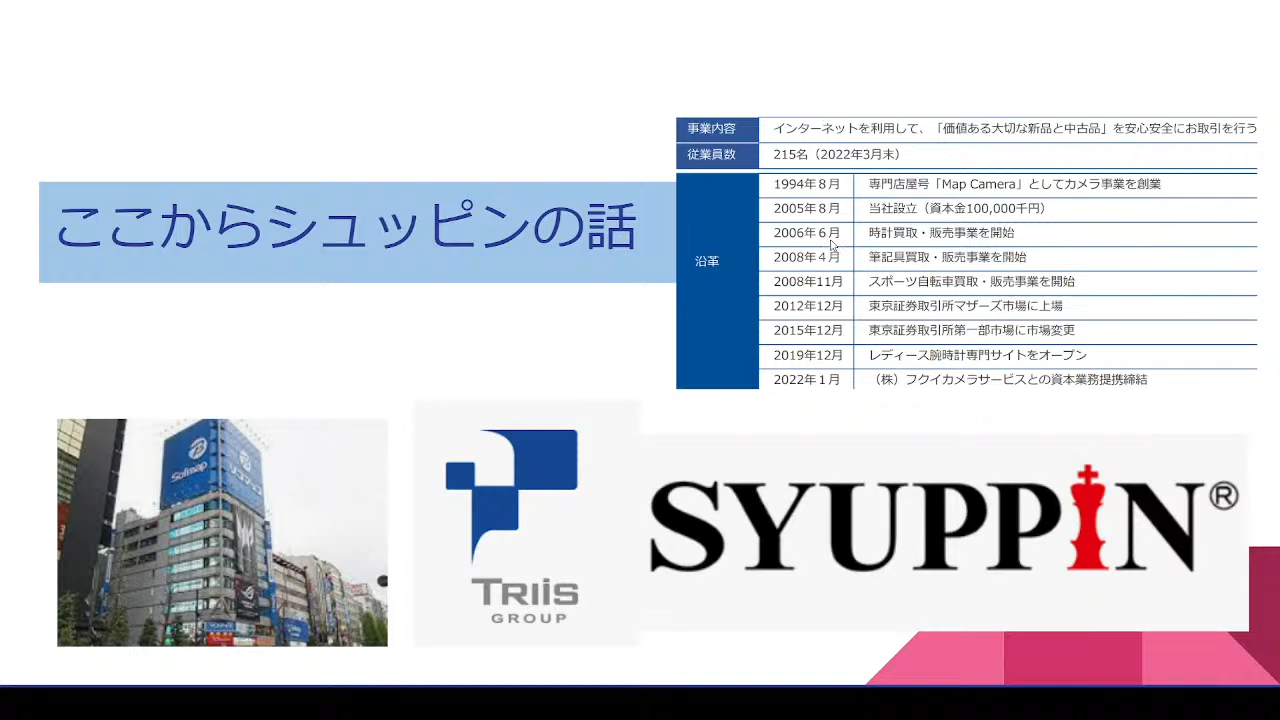 事業内容 インターネットを利用して、「価値ある大切な新品と中古品」を安心安全にお取引を行う
従業員数 215名（2022年3月末）
ここからシュッピンの話
沿革
1994年８月 専門店屋号「Map Camera」としてカメラ事業を創業
2005年８月 当社設立（資本金100,000千円）
2006年６月 時計買取・販売事業を開始
2008年４月 筆記具買取・販売事業を開始
2008年11月 スポーツ自転車買取・販売事業を開始
2012年12月 東京証券取引所マザーズ市場に上場
2015年12月 東京証券取引所第一部市場に市場変更
2019年12月 レディース腕時計専門サイトをオープン
2022年１月 （株）フクイカメラサービスとの資本業務提携締結
Sofmap
ソフマップ
TRIIS
GROUP
SYUPPIN®